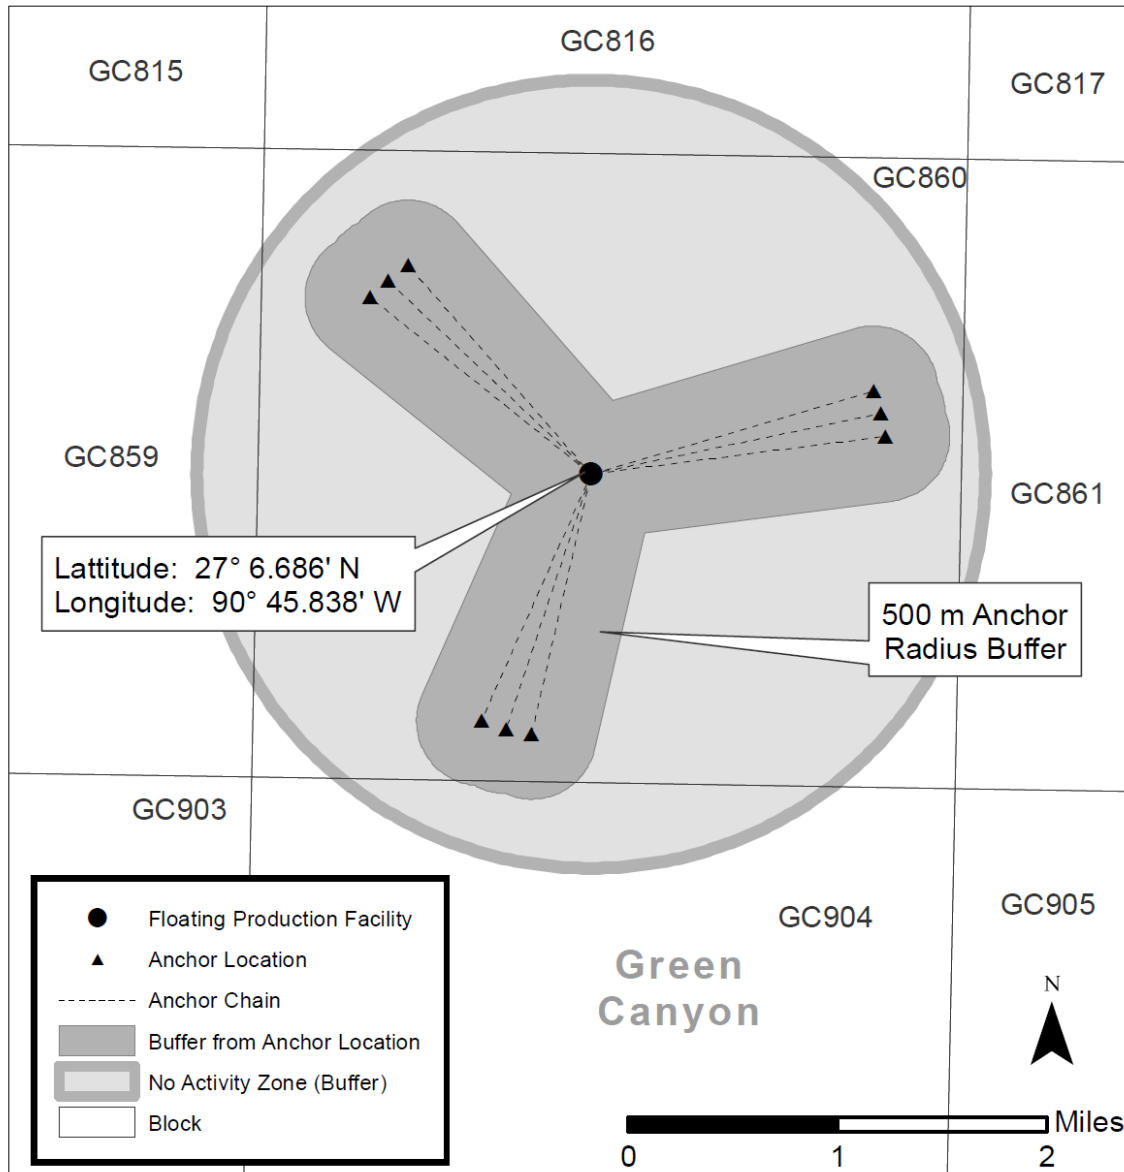 GC816
GC815
GC817
GC860
GC859
GC861
Lattitude:  27° 6.686' N
Longitude:  90° 45.838' W
500 m Anchor
Radius Buffer
GC903
GC904
GC905
Green
Canyon
N
Floating Production Facility
Anchor Location
Anchor Chain
Buffer from Anchor Location
No Activity Zone (Buffer)
Block
Miles
0 1 2